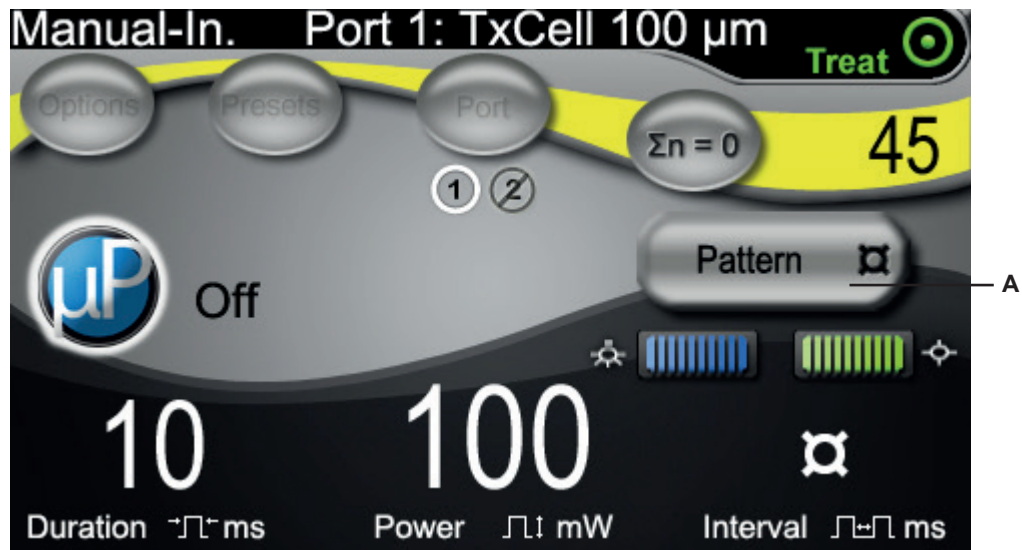 Manual-In. Port 1: TxCell 100 µm
Treat
Options Presets Port Σn = 0 45
1 2
Pattern ¤
A
µP Off
10 100 ¤
Duration ms Power mW Interval ms